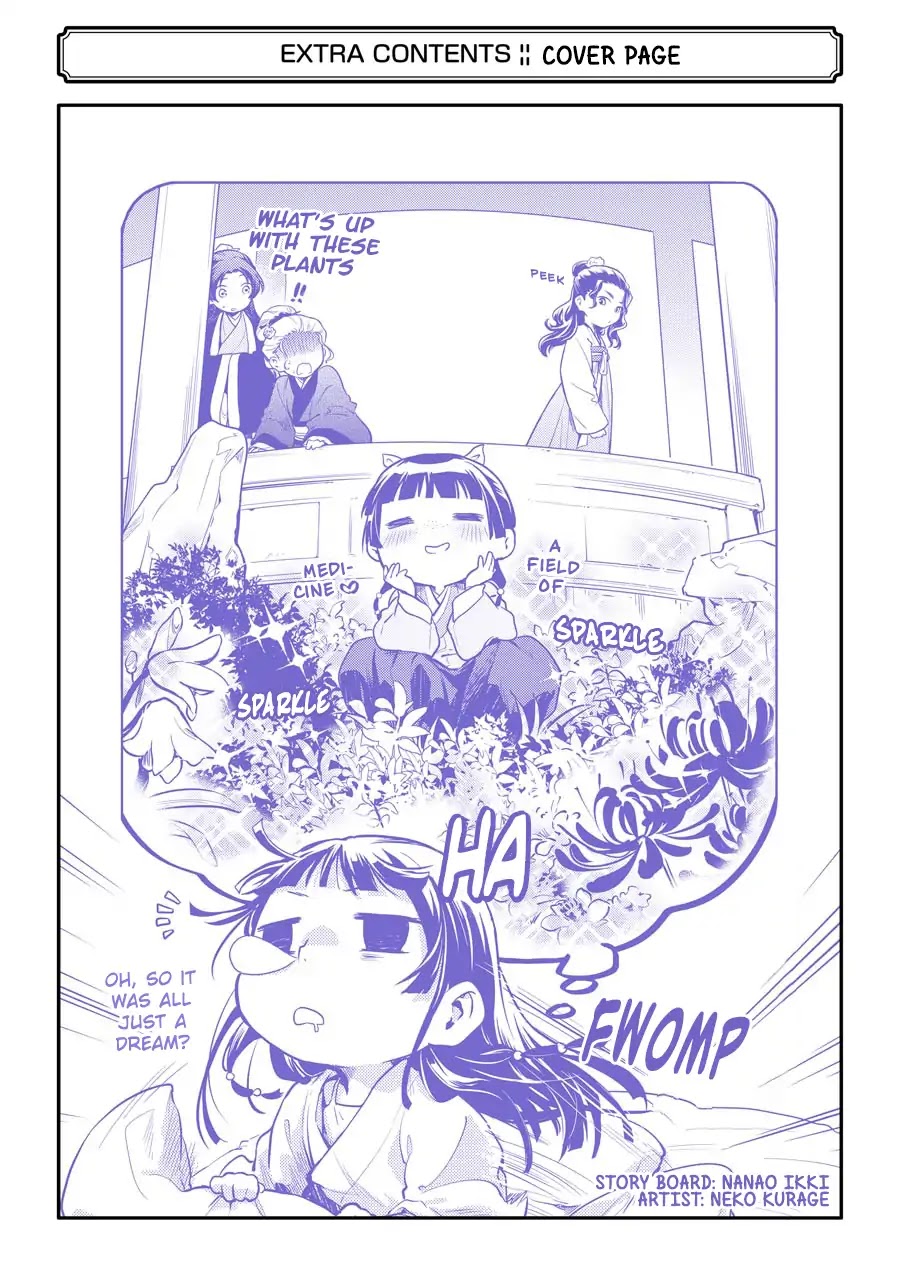 EXTRA CONTENTS :: COVER PAGE
WHAT'S UP
WITH THESE
PLANTS
!!
PEEK
A
FIELD
OF
MEDI-
CINE
SPARKLE
SPARKLE
HA
OH, SO IT
WAS ALL
JUST A
DREAM?
FWOMP
STORY BOARD: NANAO IKKI
ARTIST: NEKO KURAGE